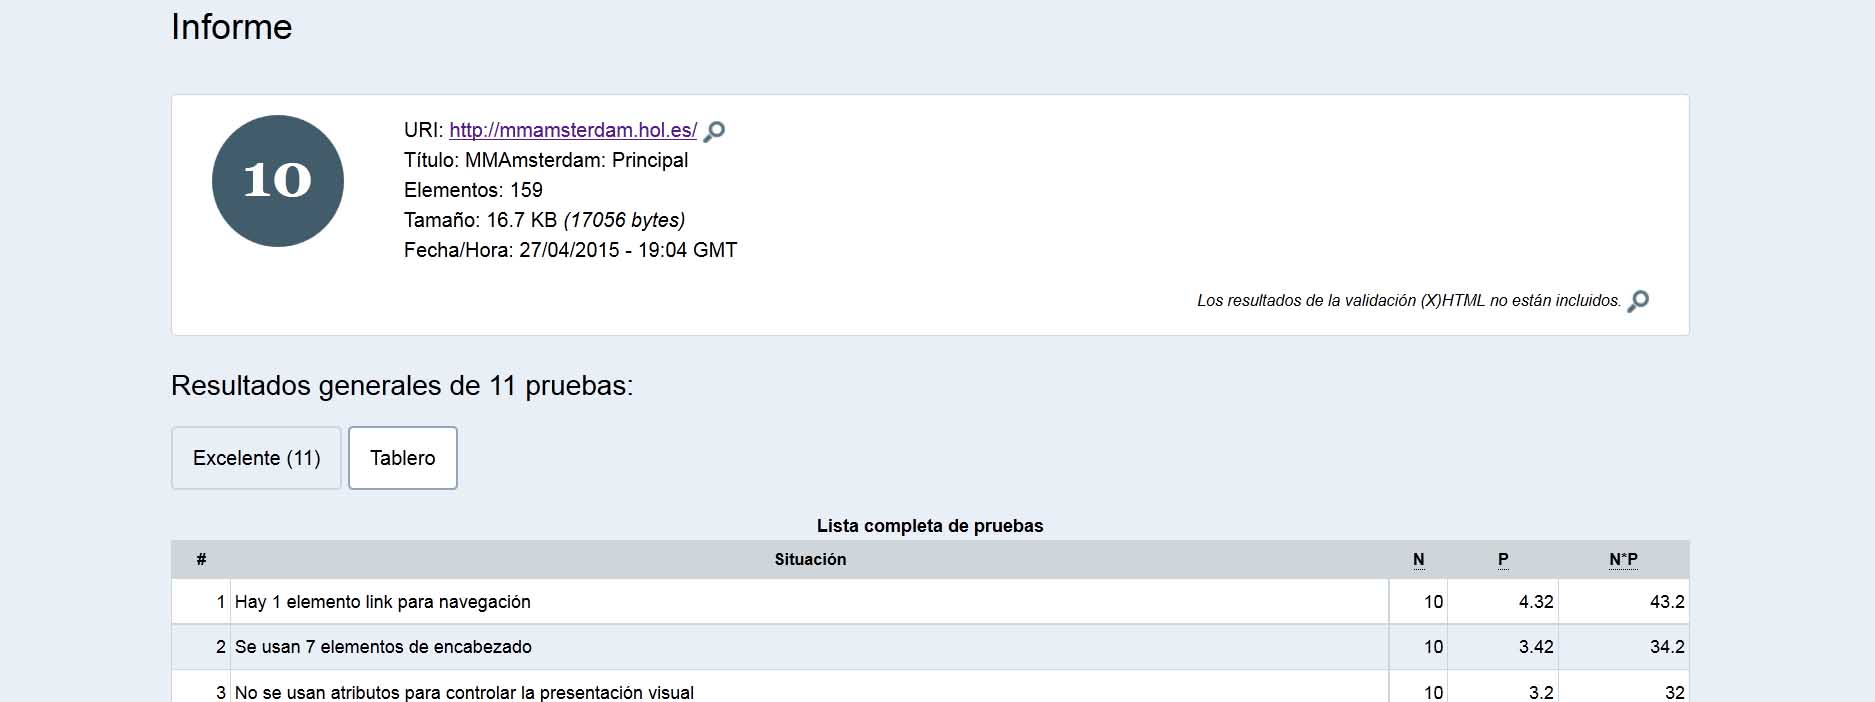 Informe
10
URI: http://mmamsterdam.hol.es/
Título: MMAmsterdam: Principal
Elementos: 159
Tamaño: 16.7 KB (17056 bytes)
Fecha/Hora: 27/04/2015 - 19:04 GMT
Los resultados de la validación (X)HTML no están incluidos.
Resultados generales de 11 pruebas:
Excelente (11) Tablero
Lista completa de pruebas
# Situación N P N*P
1 Hay 1 elemento link para navegación 10 4.32 43.2
2 Se usan 7 elementos de encabezado 10 3.42 34.2
3 No se usan atributos para controlar la presentación visual 10 3.2 32